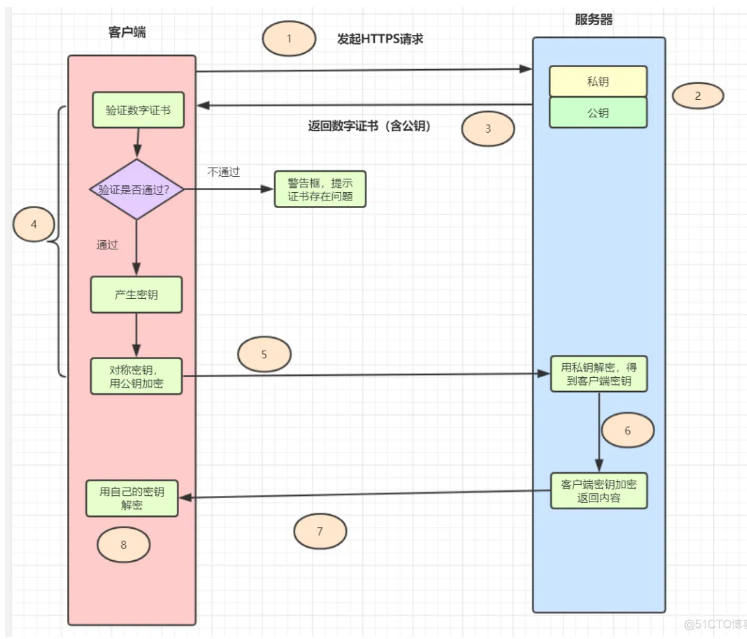 客户端
服务器
1
发起HTTPS请求
私钥
公钥
2
验证数字证书
返回数字证书（含公钥）
3
验证是否通过？
不通过
警告框，提示
证书存在问题
4
通过
产生密钥
5
对称密钥，
用公钥加密
用私钥解密，得
到客户端密钥
6
用自己的密钥
解密
客户端密钥加密
返回内容
7
8
@51CTO博客